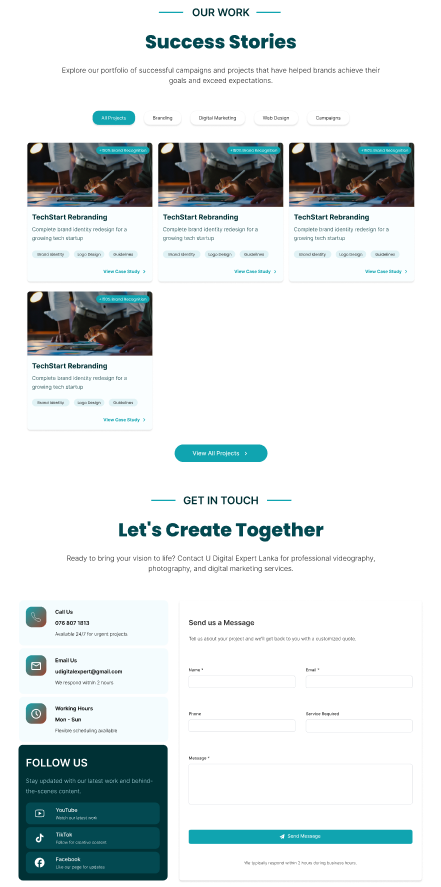 OUR WORK
Success Stories
Explore our portfolio of successful campaigns and projects that have helped brands achieve their
goals and exceed expectations.
All Projects
Branding
Digital Marketing
Web Design
Campaigns
+180% Brand Recognition
TechStart Rebranding
Complete brand identity redesign for a
growing tech startup
Brand Identity
Logo Design
Guidelines
View Case Study
+180% Brand Recognition
TechStart Rebranding
Complete brand identity redesign for a
growing tech startup
Brand Identity
Logo Design
Guidelines
View Case Study
+180% Brand Recognition
TechStart Rebranding
Complete brand identity redesign for a
growing tech startup
Brand Identity
Logo Design
Guidelines
View Case Study
+180% Brand Recognition
TechStart Rebranding
Complete brand identity redesign for a
growing tech startup
Brand Identity
Logo Design
Guidelines
View Case Study
View All Projects
GET IN TOUCH
Let's Create Together
Ready to bring your vision to life? Contact U Digital Expert Lanka for professional videography,
photography, and digital marketing services.
Call Us
076 807 1813
Available 24/7 for urgent projects
Email Us
udigitalexpert@gmail.com
We respond within 2 hours
Working Hours
Mon - Sun
Flexible scheduling available
FOLLOW US
Stay updated with our latest work and behind-
the-scenes content.
YouTube
Watch our latest work
TikTok
Follow for creative content
Facebook
Like our page for updates
Send us a Message
Tell us about your project and we'll get back to you with a customized quote.
Name *
Email *
Phone
Service Required
Message *
Send Message
We typically respond within 2 hours during business hours.